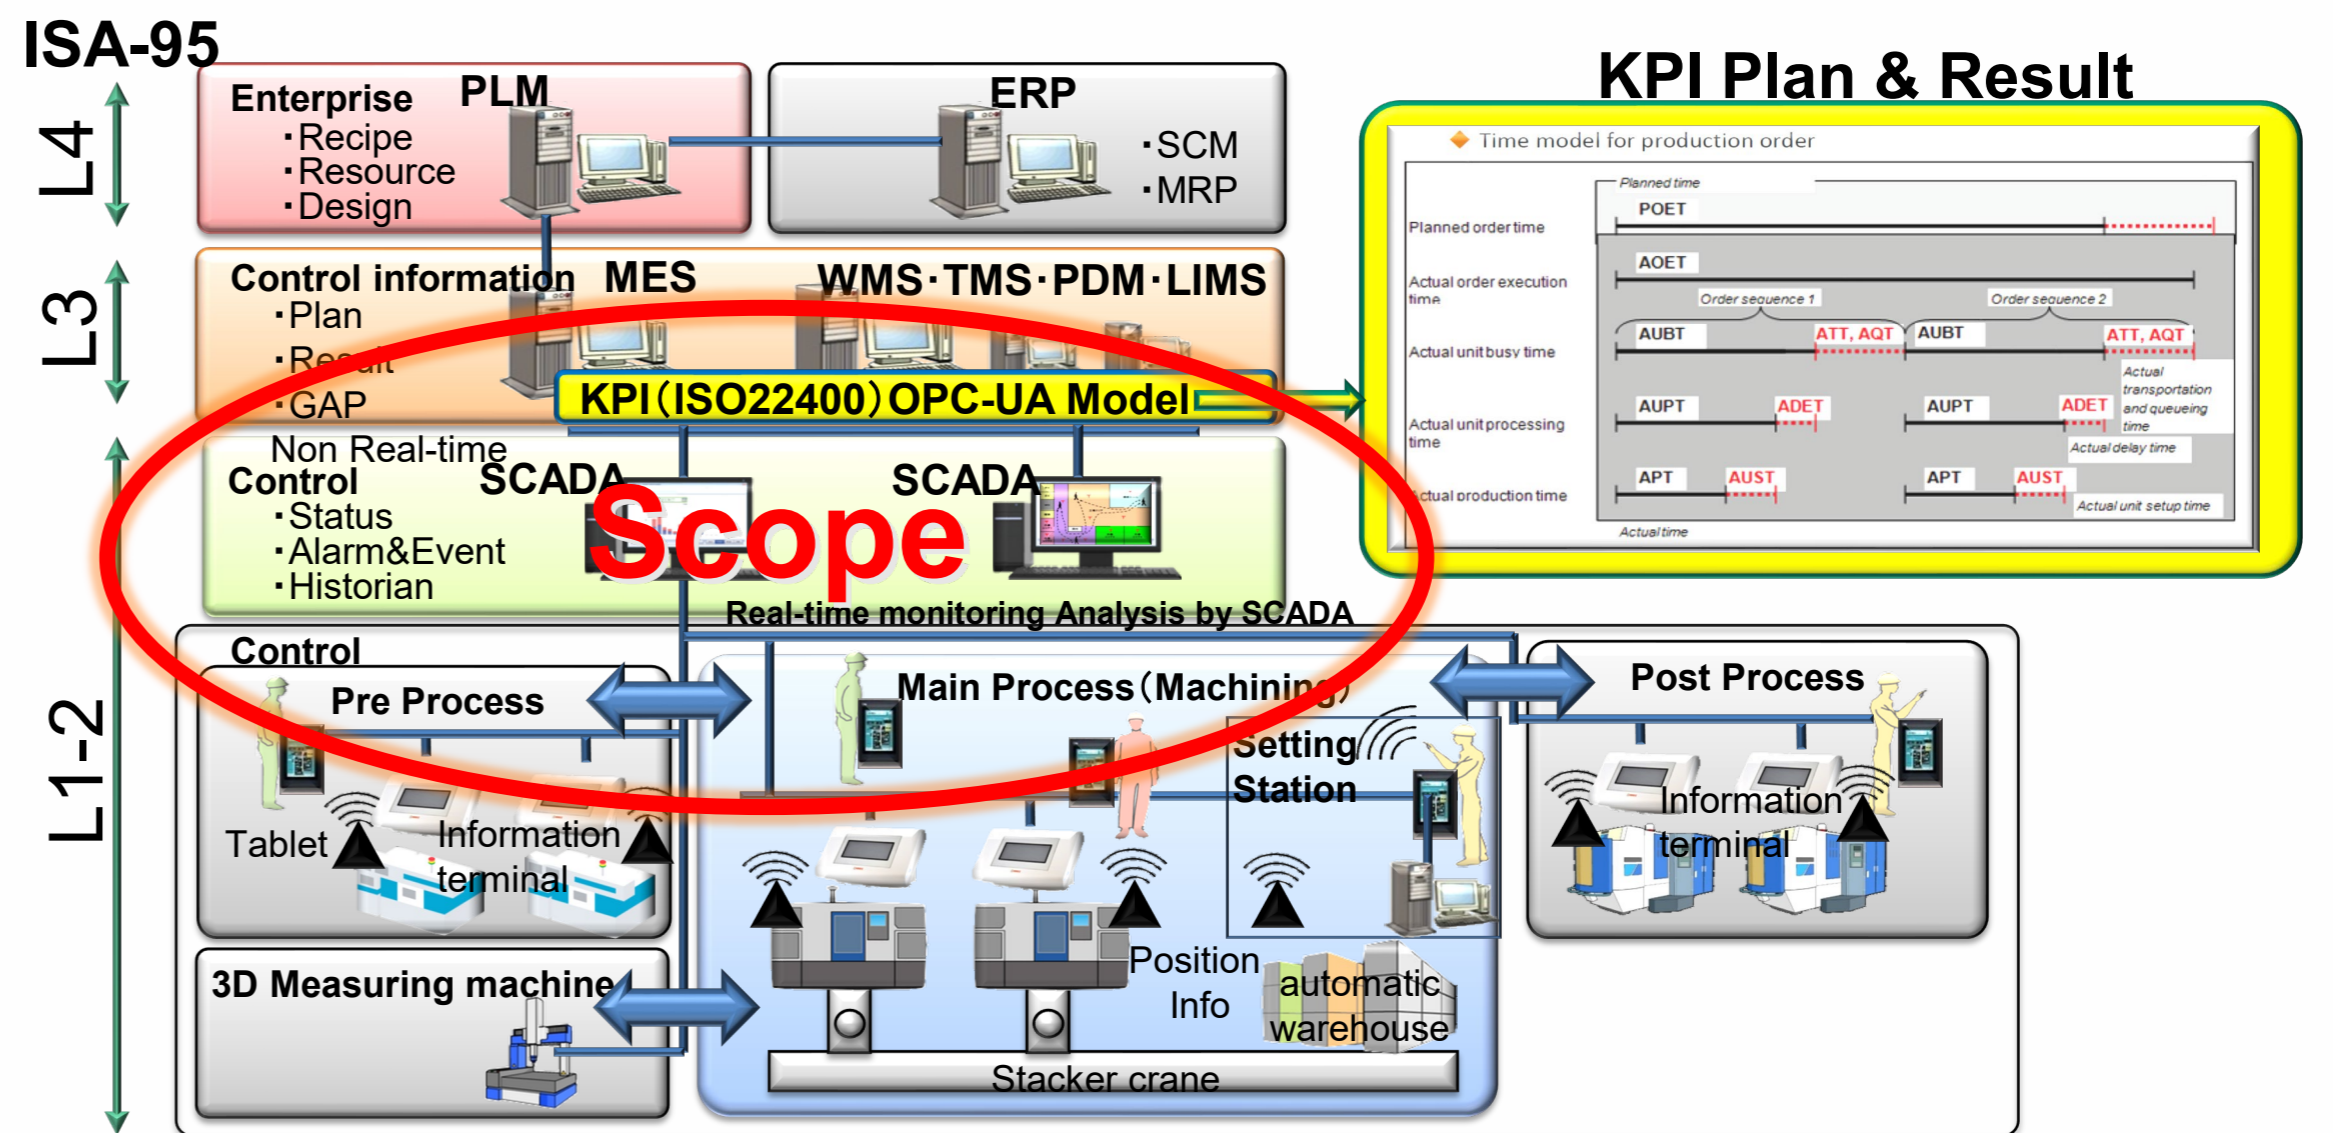 ISA-95
L4
Enterprise
PLM
・Recipe
・Resource
・Design
ERP
・SCM
・MRP
L3
Control information
MES
WMS・TMS・PDM・LIMS
・Plan
・Result
・GAP
Non Real-time
KPI（ISO22400）OPC-UA Model
L1-2
Control
SCADA
SCADA
・Status
・Alarm&Event
・Historian
Scope
Real-time monitoring Analysis by SCADA
Control
Pre Process
Tablet
Information
terminal
Main Process（Machining）
Setting
Station
Post Process
Information
terminal
3D Measuring machine
Position
Info
automatic
warehouse
Stacker crane
KPI Plan & Result
Time model for production order
Planned time
Planned order time
POET
Actual order execution
time
AOET
Order sequence 1
Order sequence 2
Actual unit busy time
AUBT
ATT, AQT
AUBT
ATT, AQT
Actual
transportation
and queueing
time
Actual unit processing
time
AUPT
ADET
AUPT
ADET
Actual delay time
Actual production time
APT
AUST
APT
AUST
Actual unit setup time
Actual time